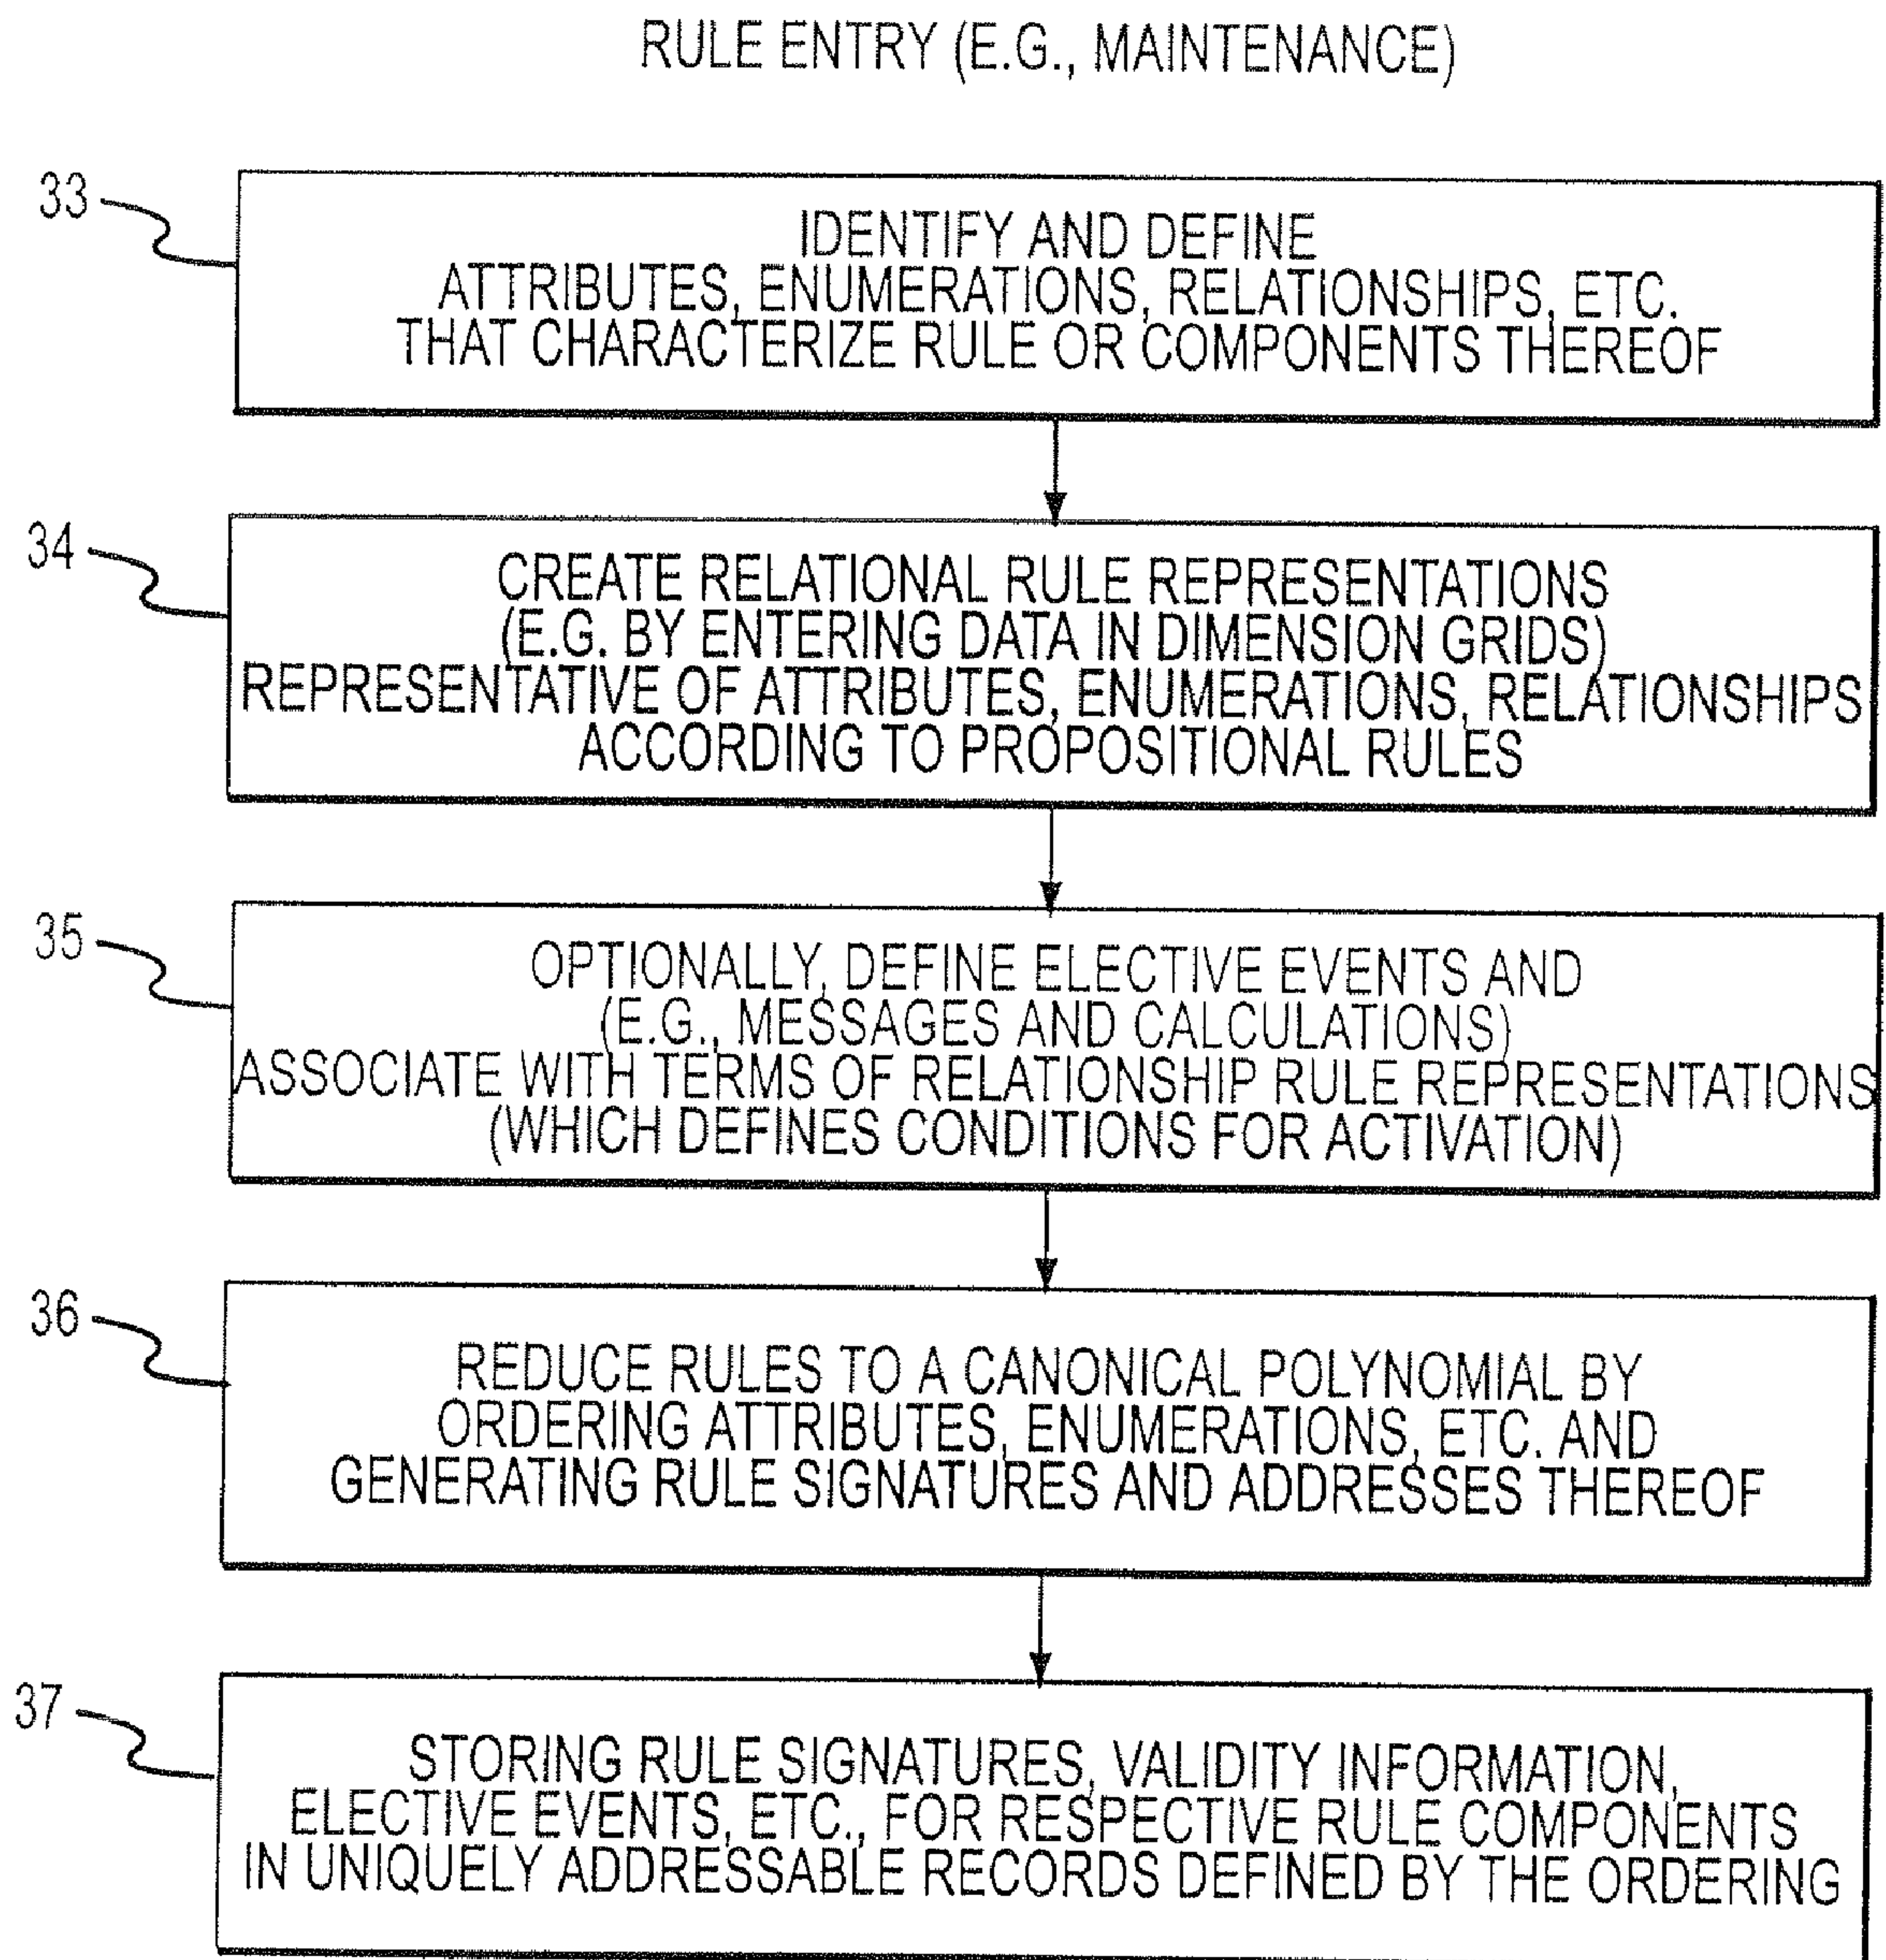 RULE ENTRY (E.G., MAINTENANCE)
33
IDENTIFY AND DEFINE
ATTRIBUTES, ENUMERATIONS, RELATIONSHIPS, ETC.
THAT CHARACTERIZE RULE OR COMPONENTS THEREOF
34
CREATE RELATIONAL RULE REPRESENTATIONS
(E.G. BY ENTERING DATA IN DIMENSION GRIDS)
REPRESENTATIVE OF ATTRIBUTES, ENUMERATIONS, RELATIONSHIPS
ACCORDING TO PROPOSITIONAL RULES
35
OPTIONALLY, DEFINE ELECTIVE EVENTS AND
(E.G., MESSAGES AND CALCULATIONS)
ASSOCIATE WITH TERMS OF RELATIONSHIP RULE REPRESENTATIONS
(WHICH DEFINES CONDITIONS FOR ACTIVATION)
36
REDUCE RULES TO A CANONICAL POLYNOMIAL BY
ORDERING ATTRIBUTES, ENUMERATIONS, ETC. AND
GENERATING RULE SIGNATURES AND ADDRESSES THEREOF
37
STORING RULE SIGNATURES, VALIDITY INFORMATION,
ELECTIVE EVENTS, ETC., FOR RESPECTIVE RULE COMPONENTS
IN UNIQUELY ADDRESSABLE RECORDS DEFINED BY THE ORDERING